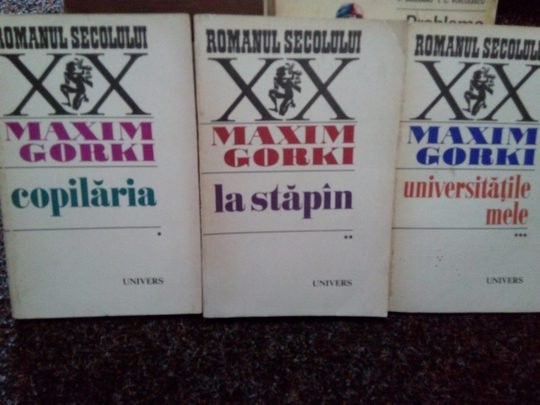 Probleme
ROMANUL SECOLULUI
XX
MAXIM
GORKI
copilăria
*
UNIVERS
ROMANUL SECOLULUI
XX
MAXIM
GORKI
la stăpîn
**
UNIVERS
ROMANUL SECOLULUI
XX
MAXIM
GORKI
universitățile
mele
***
UNIVERS